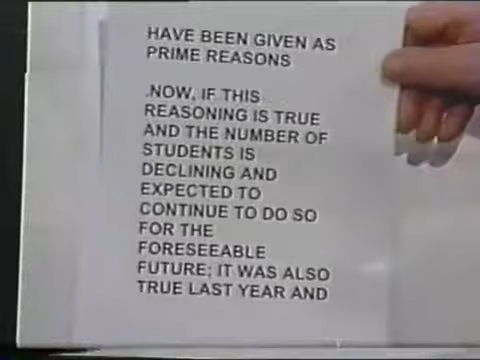 HAVE BEEN GIVEN AS
PRIME REASONS
.NOW, IF THIS
REASONING IS TRUE
AND THE NUMBER OF
STUDENTS IS
DECLINING AND
EXPECTED TO
CONTINUE TO DO SO
FOR THE
FORESEEABLE
FUTURE; IT WAS ALSO
TRUE LAST YEAR AND